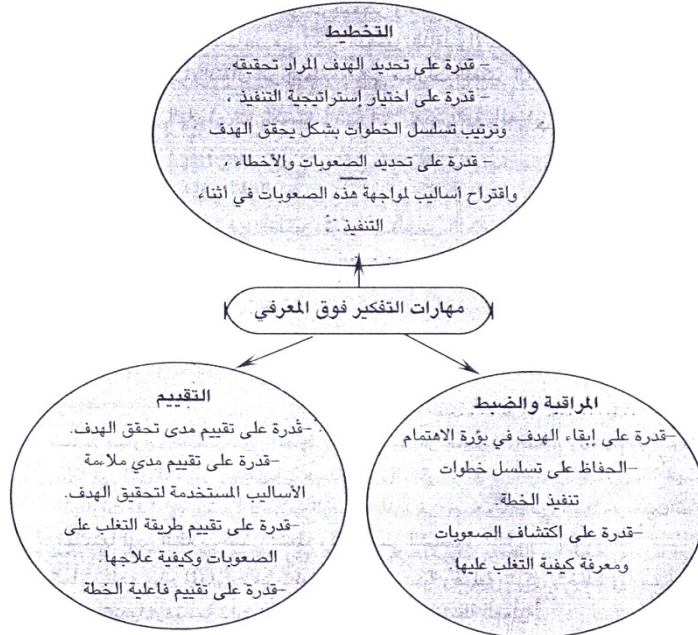 التخطيط
– قدرة على تحديد الهدف المراد تحقيقه.
– قدرة على اختيار إستراتيجية التنفيذ ،
وترتيب تسلسل الخطوات بشكل يحقق الهدف
– قدرة على تحديد الصعوبات والأخطاء ،
واقتراح أساليب لمواجهة هذه الصعوبات في أثناء
التنفيذ .
مهارات التفكير فوق المعرفي
المراقبة والضبط
–قدرة على إبقاء الهدف في بؤرة الاهتمام
–الحفاظ على تسلسل خطوات
تنفيذ الخطة
–قدرة على اكتشاف الصعوبات
ومعرفة كيفية التغلب عليها.
التقييم
–قُدرة على تقييم مدى تحقق الهدف.
–قدرة على تقييم مدي ملاءمة
الأساليب المستخدمة لتحقيق الهدف.
–قدرة على تقييم طريقة التغلب على
الصعوبات وكيفية علاجها.
–قدرة على تقييم فاعلية الخطة